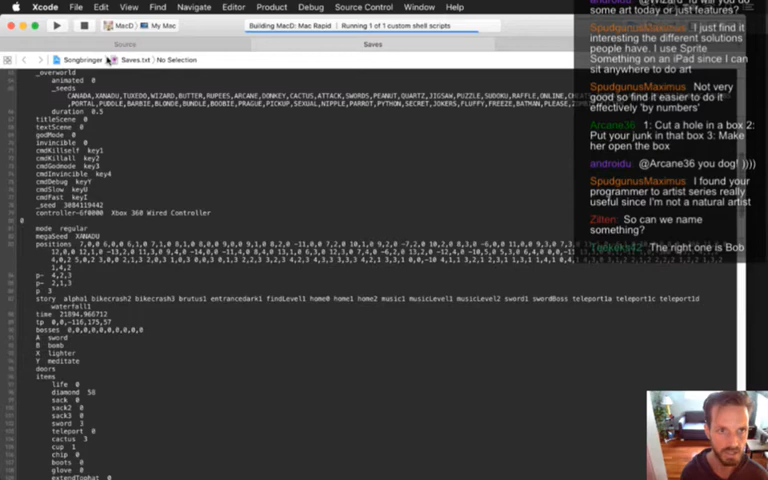 Xcode File Edit View Find Navigate Editor Product Debug Source Control Window Help
MacD My Mac
Building MacD: Mac Rapid | Running 1 of 1 custom shell scripts
Source Saves
Songbringer Saves.txt No Selection
_overworld
animated 0
_seeds
CANADA,XANADU,TUXEDO,WIZARD,BUTTER,RUPEES,ARCANE,DONKEY,CACTUS,ATTACK,SWORDS,PEANUT,QUARTZ,JIGSAW,PUZZLE,SUDOKU,RAFFLE,ONLINE
,PORTAL,PUDDLE,BARBIE,BLONDE,BUNDLE,BOOBIE,PRAGUE,PICKUP,SEXUAL,NIPPLE,PARROT,PYTHON,SECRET,JOKERS,FLUFFY,FREEZE,BATMAN,PLEASE
duration 0.5
titleScene 0
textScene 0
godMode 0
invincible 0
cmdKillself key1
cmdKillall key2
cmdGodmode key3
cmdInvincible key4
cmdDebug keyY
cmdSlow keyU
cmdFast keyI
_seed 3084119442
controller-6f0000 Xbox 360 Wired Controller
0
mode regular
megaSeed XANADU
positions
1,4,2
p- 4,2,3
p- 2,1,3
p 3
story alpha1 bikecrash2 bikecrash3 brutus1 entrancedark1 findLevel1 home0 home1 home2 music1 musicLevel1 musicLevel2 sword1 swordBoss teleport1a teleport1c teleport1d
waterfall1
time 21894.966712
tp 0,0,-116,175,57
bosses 0,0,0,0,0,0,0,0,0
A sword
B bomb
X lighter
Y meditate
doors
items
life 0
diamond 58
sack 0
sack2 0
sack3 0
sword 3
teleport 0
cactus 3
cup 1
chip 0
boots 0
glove 0
extendTophat 0
some art today or just features?
SpudgunusMaximus I just find it
interesting the different solutions
people have. I use Sprite
Something on an iPad since I can
sit anywhere to do art
SpudgunusMaximus Not very
good so find it easier to do it
effectively 'by numbers'
Arcane36 1: Cut a hole in a box 2:
Put your junk in that box 3: Make
her open the box
androidu @Arcane36 you dog! ))))
SpudgunusMaximus I found your
programmer to artist series really
useful since I'm not a natural artist
Zilten: So can we name
something?
The right one is Bob